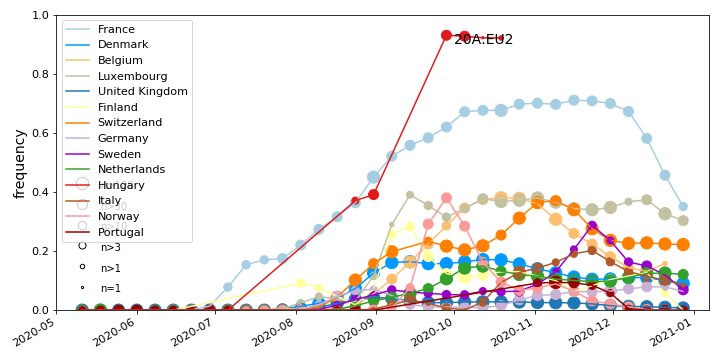 1.0
0.8
0.6
0.4
0.2
0.0
frequency
France
Denmark
Belgium
Luxembourg
United Kingdom
Finland
Switzerland
Germany
Sweden
Netherlands
Hungary
Italy
Norway
Portugal
n>3
n>1
n=1
20A.EU2
2020-05
2020-06
2020-07
2020-08
2020-09
2020-10
2020-11
2020-12
2021-01